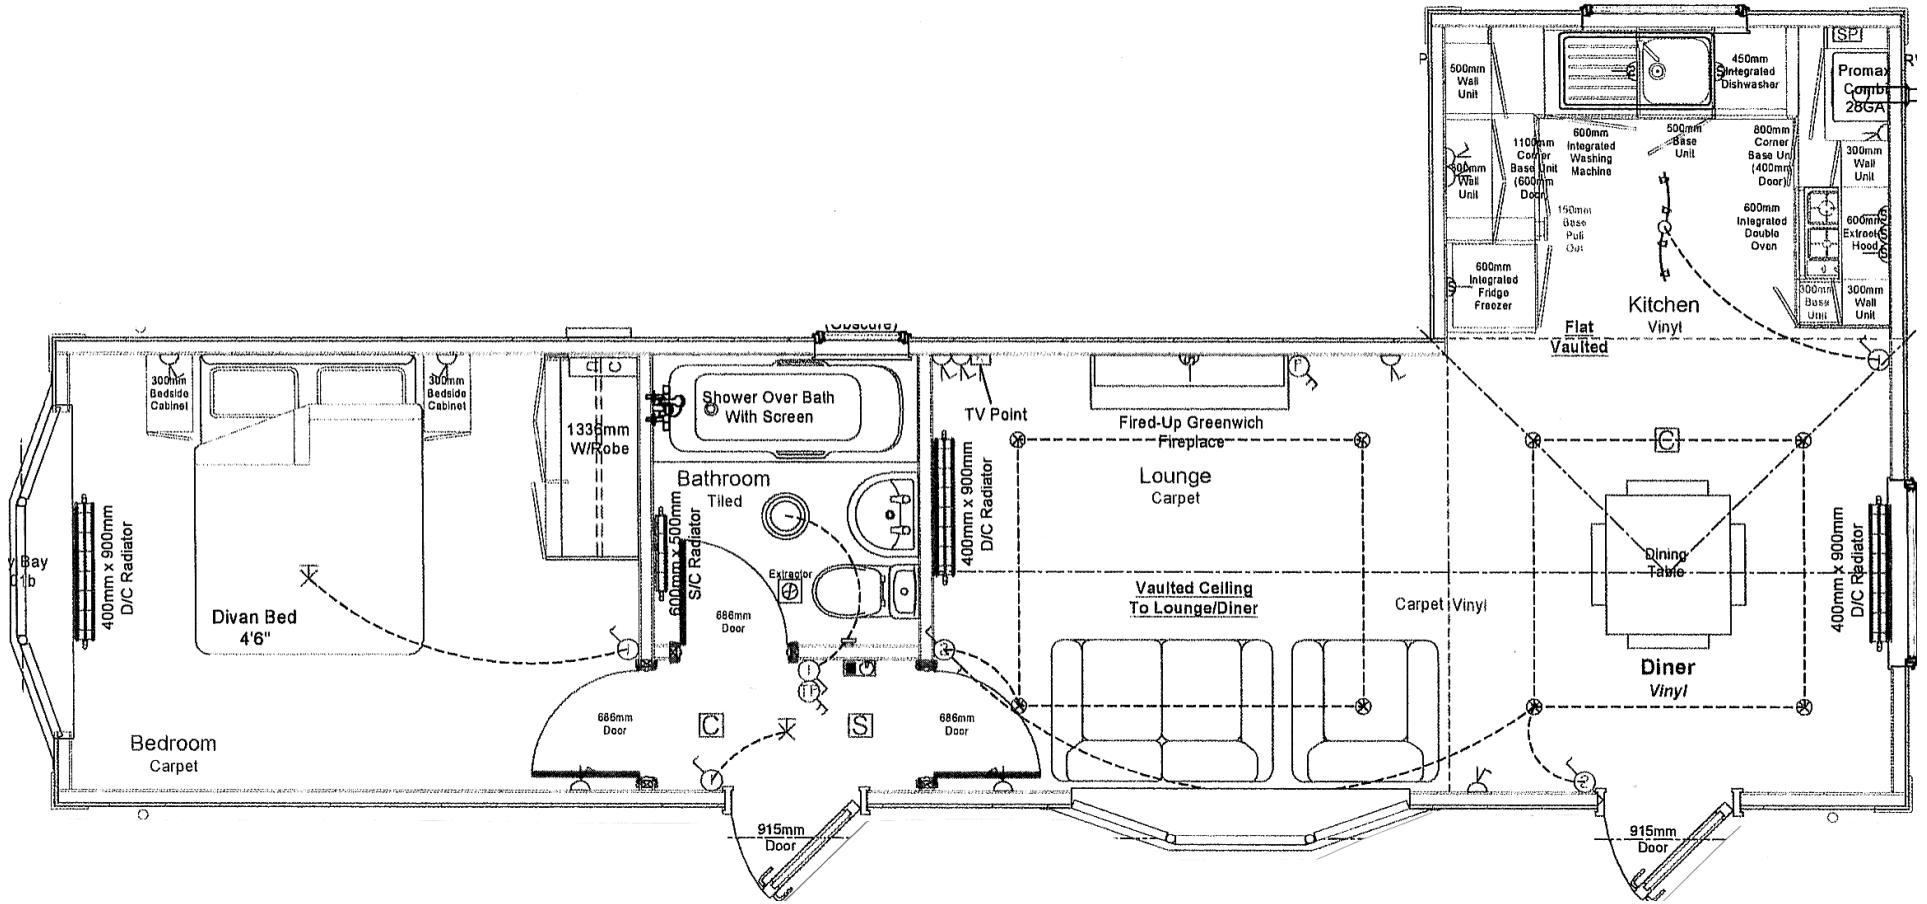 SP
500mm
Wall
Unit
450mm
Integrated
Dishwasher
Promax
Combi
28GA
1100mm
Corner
Base Unit
(600mm
Door
600mm
Integrated
Washing
Machine
500mm
Base
Unit
800mm
Corner
Base Un
(400mm
Door)
300mm
Wall
Unit
Wall
Unit
150mm
Base
Pull
Out
600mm
Integrated
Double
Oven
600mm
Extractor
Hood
600mm
Integrated
Fridge
Freezer
300mm
Base
Unit
300mm
Wall
Unit
Kitchen
Vinyl
Flat
Vaulted
(Obscure)
300mm
Bedside
Cabinet
300mm
Bedside
Cabinet
1336mm
W/Robe
Shower Over Bath
With Screen
TV Point
Fired-Up Greenwich
Fireplace
C
Bathroom
Tiled
Lounge
Carpet
400mm x 900mm
D/C Radiator
600mm x 500mm
S/C Radiator
400mm x 900mm
D/C Radiator
400mm x 900mm
D/C Radiator
y Bay
Extractor
686mm
Door
Divan Bed
4'6"
Vaulted Ceiling
To Lounge/Diner
Carpet Vinyl
Dining
Table
Diner
Vinyl
TF
686mm
Door
C
S
686mm
Door
Bedroom
Carpet
915mm
Door
915mm
Door